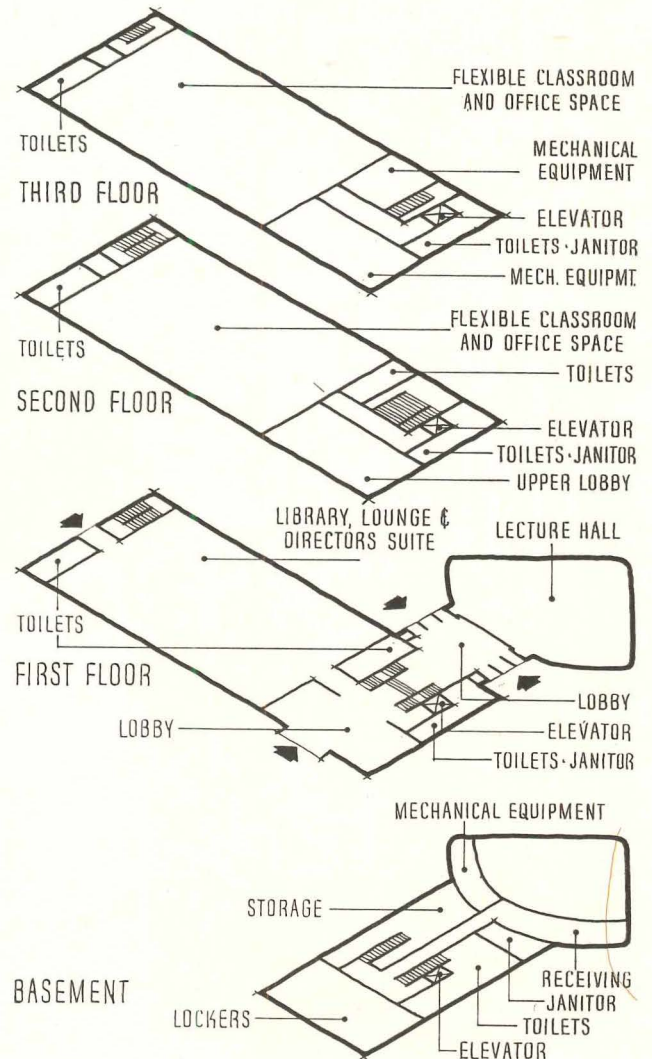 FLEXIBLE CLASSROOM
AND OFFICE SPACE
TOILETS
MECHANICAL
EQUIPMENT
THIRD FLOOR
ELEVATOR
TOILETS·JANITOR
MECH. EQUIPMT.
FLEXIBLE CLASSROOM
AND OFFICE SPACE
TOILETS
TOILETS
SECOND FLOOR
ELEVATOR
TOILETS·JANITOR
UPPER LOBBY
LIBRARY, LOUNGE &
DIRECTORS SUITE
LECTURE HALL
TOILETS
FIRST FLOOR
LOBBY
LOBBY
ELEVATOR
TOILETS·JANITOR
MECHANICAL EQUIPMENT
STORAGE
BASEMENT
LOCKERS
RECEIVING
JANITOR
TOILETS
ELEVATOR